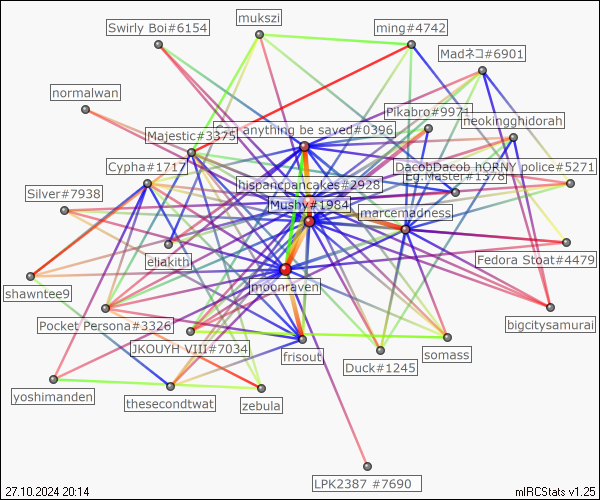 mukszi
Swirly Boi#6154
ming#4742
Madネコ#6901
normalwan
Pikabro#9971
neokingghidorah
Majestic#3375
anything be saved#0396
Cypha#1717
DacobDacob hORNY police#5271
hispancpancakes#2928
Silver#7938
Mushy#1984
marcemadness
eliakith
Fedora Stoat#4479
shawntee9
moonraven
Pocket Persona#3326
bigcitysamurai
JKOUYH VIII#7034
frisout
somass
Duck#1245
yoshimanden
thesecondtwat
zebula
LPK2387 #7690
27.10.2024 20:14
mIRCStats v1.25